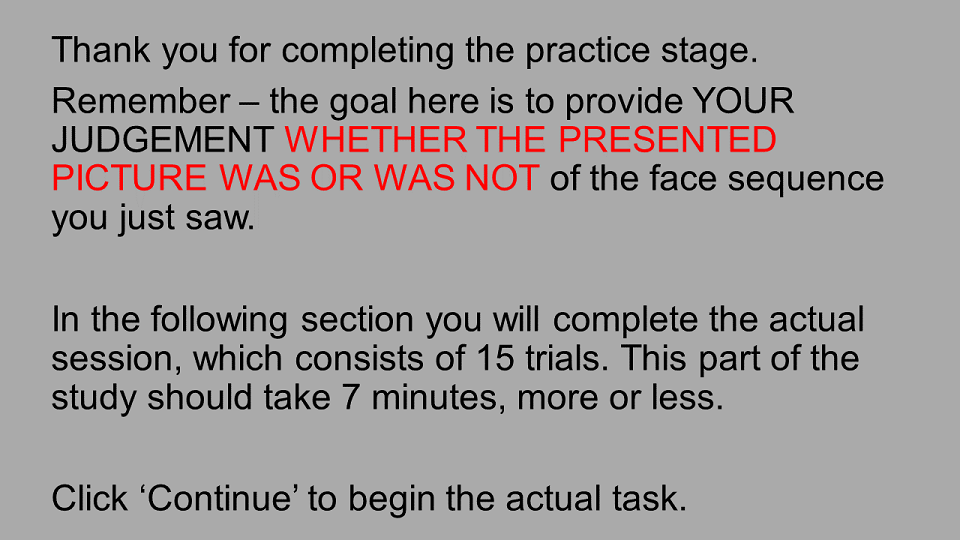 Thank you for completing the practice stage.
Remember – the goal here is to provide YOUR
JUDGEMENT WHETHER THE PRESENTED
PICTURE WAS OR WAS NOT of the face sequence
you just saw.
In the following section you will complete the actual
session, which consists of 15 trials. This part of the
study should take 7 minutes, more or less.
Click ‘Continue’ to begin the actual task.